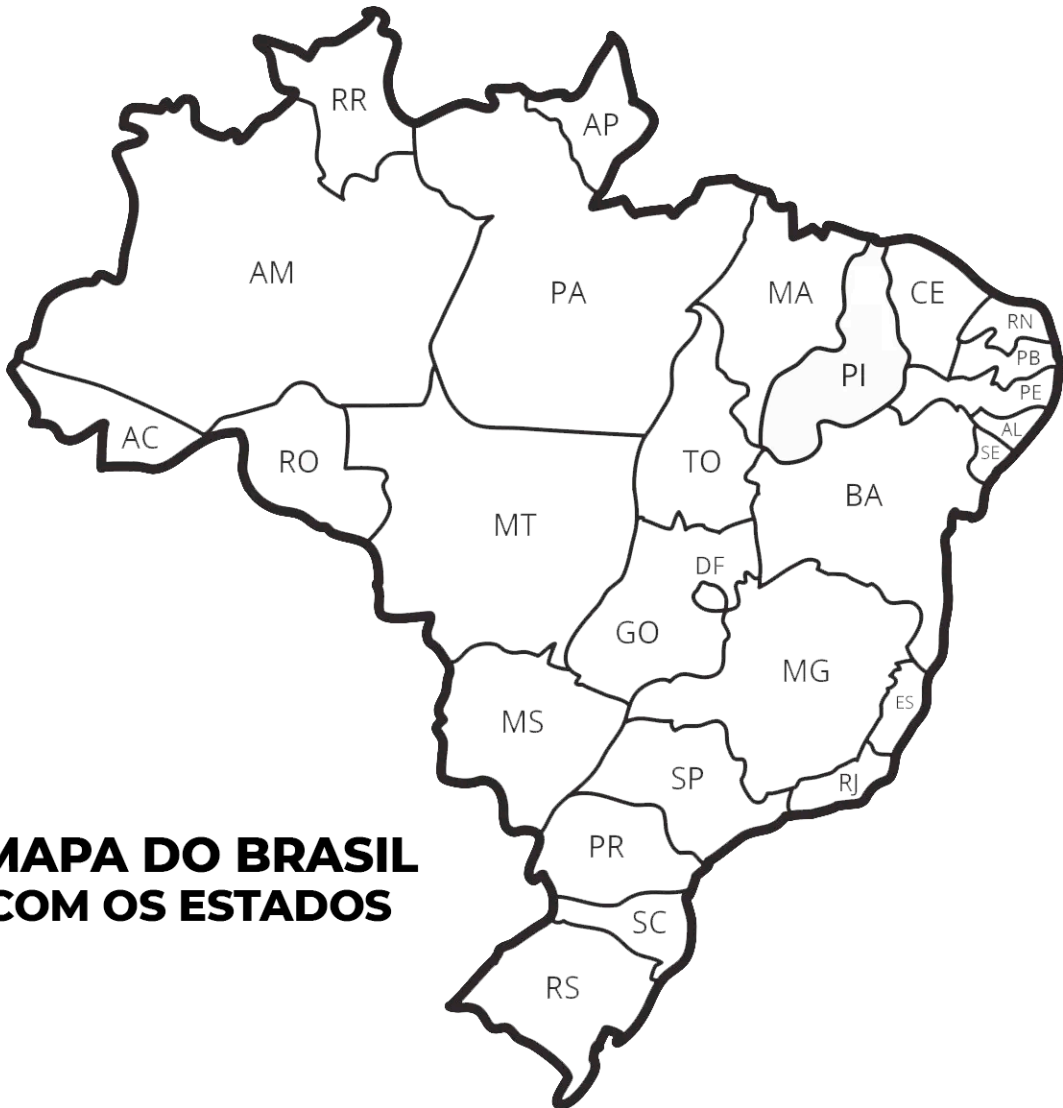 RR
AP
AM
PA
MA
CE
RN
PB
PI
PE
AL
AC
SE
RO
TO
BA
MT
DF
GO
MG
ES
MS
SP
RJ
PR
MAPA DO BRASIL
COM OS ESTADOS
SC
RS